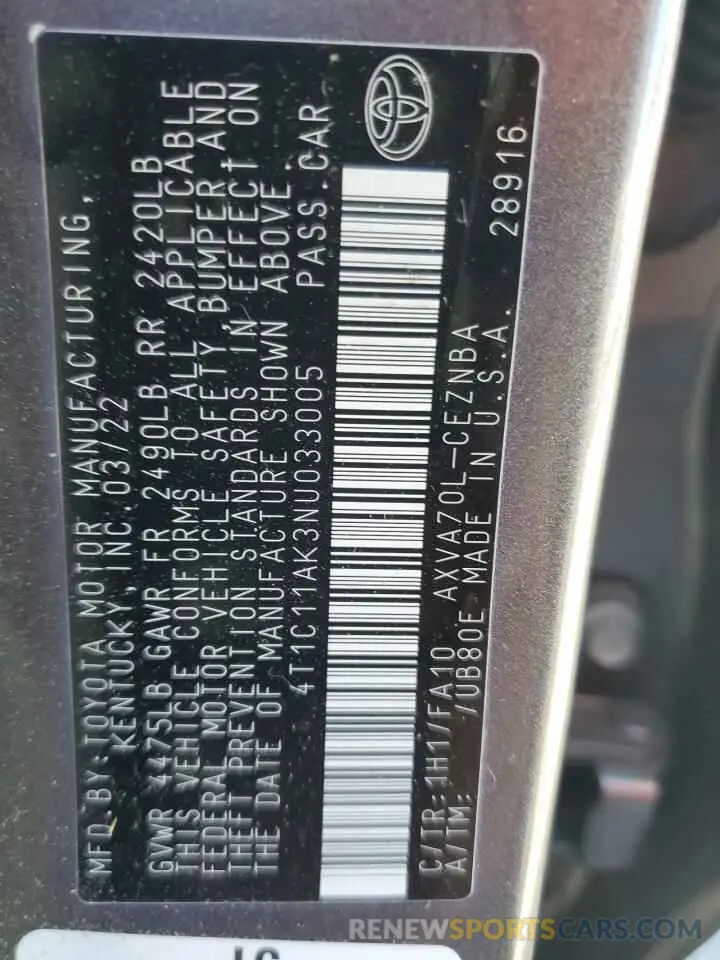 MFD. BY: TOYOTA MOTOR MANUFACTURING,
KENTUCKY, INC. 03/22
GVWR 4475LB GAWR FR 2490LB RR 2420LB
THIS VEHICLE CONFORMS TO ALL APPLICABLE
FEDERAL MOTOR VEHICLE SAFETY, BUMPER, AND
THEFT PREVENTION STANDARDS IN EFFECT ON
THE DATE OF MANUFACTURE SHOWN ABOVE.
4T1C11AK3NU033005 PASS.CAR
C/TR: 1H1/FA10 AXVA70L-CEZNBA
A/TM: /UB80E MADE IN U.S.A. 28916
RENEWSPORTSCARS.COM